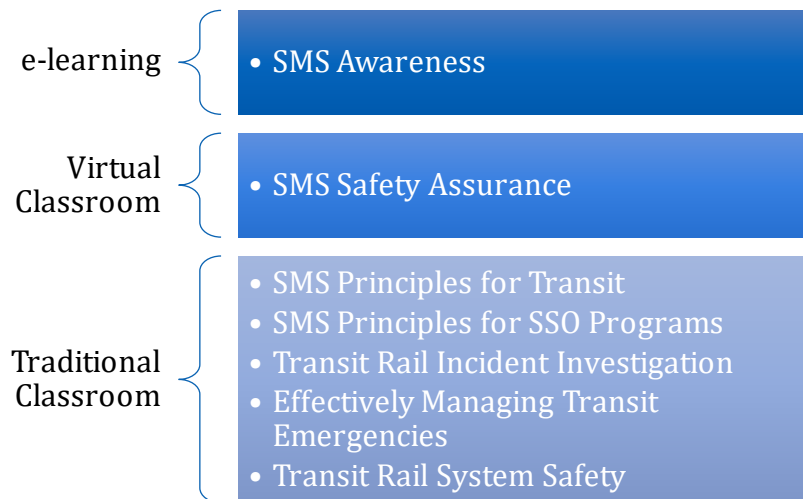 e-learning
• SMS Awareness
Virtual
Classroom
• SMS Safety Assurance
Traditional
Classroom
• SMS Principles for Transit
• SMS Principles for SSO Programs
• Transit Rail Incident Investigation
• Effectively Managing Transit
Emergencies
• Transit Rail System Safety